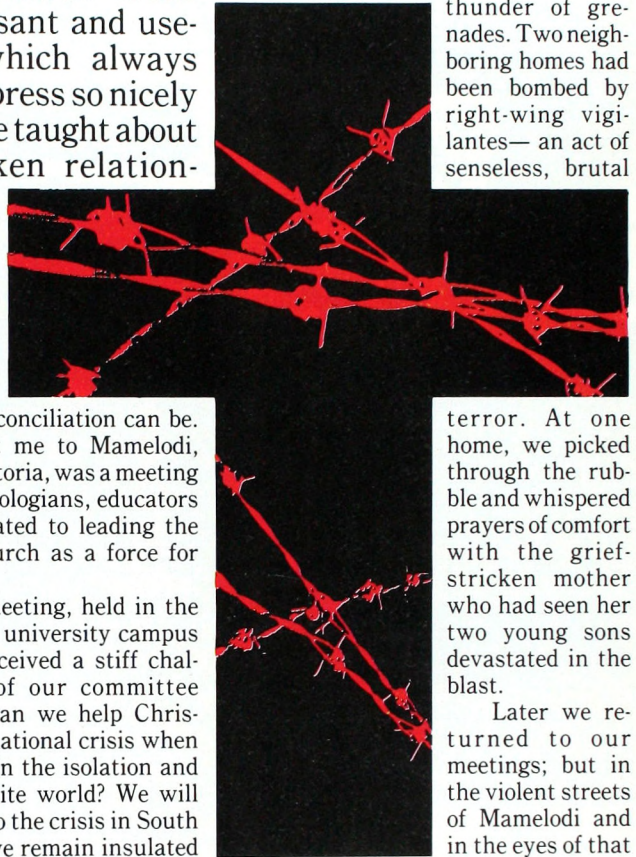 sant and use-
which always
press so nicely
e taught about
ken relation-
conciliation can be.
me to Mamelodi,
toria, was a meeting
ologians, educators
ated to leading the
urch as a force for
eeting, held in the
university campus
ceived a stiff chal-
of our committee
an we help Chris-
ational crisis when
n the isolation and
ite world? We will
o the crisis in South
ve remain insulated
thunder of gre-
nades. Two neigh-
boring homes had
been bombed by
right-wing vigi-
lantes— an act of
senseless, brutal
terror. At one
home, we picked
through the rub-
ble and whispered
prayers of comfort
with the grief-
stricken mother
who had seen her
two young sons
devastated in the
blast.
Later we re-
turned to our
meetings; but in
the violent streets
of Mamelodi and
in the eyes of that